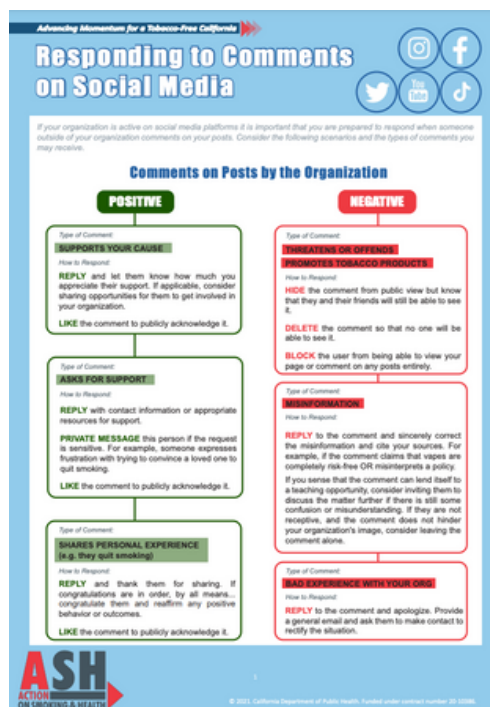 Advancing Momentum for a Tobacco-Free California
Responding to Comments
on Social Media
You
Tube
If your organization is active on social media platforms it is important that you are prepared to respond when someone
outside of your organization comments on your posts. Consider the following scenarios and the types of comments you
may receive.
Comments on Posts by the Organization
POSITIVE
Type of Comment:
SUPPORTS YOUR CAUSE
How to Respond:
REPLY and let them know how much you
appreciate their support. If applicable, consider
sharing opportunities for them to get involved in
your organization.
LIKE the comment to publicly acknowledge it.
Type of Comment:
ASKS FOR SUPPORT
How to Respond:
REPLY with contact information or appropriate
resources for support.
PRIVATE MESSAGE this person if the request
is sensitive. For example, someone expresses
frustration with trying to convince a loved one to
quit smoking.
LIKE the comment to publicly acknowledge it.
Type of Comment:
SHARES PERSONAL EXPERIENCE
(e.g. they quit smoking)
How to Respond:
REPLY and thank them for sharing. If
congratulations are in order, by all means...
congratulate them and reaffirm any positive
behavior or outcomes.
LIKE the comment to publicly acknowledge it.
NEGATIVE
Type of Comment:
THREATENS OR OFFENDS
PROMOTES TOBACCO PRODUCTS
How to Respond:
HIDE the comment from public view but know
that they and their friends will still be able to see
it.
DELETE the comment so that no one will be
able to see it.
BLOCK the user from being able to view your
page or comment on any posts entirely.
Type of Comment:
MISINFORMATION
How to Respond:
REPLY to the comment and sincerely correct
the misinformation and cite your sources. For
example, if the comment claims that vapes are
completely risk-free OR misinterprets a policy.
If you sense that the comment can lend itself to
a teaching opportunity, consider inviting them to
discuss the matter further if there is still some
confusion or misunderstanding. If they are not
receptive, and the comment does not hinder
your organization's image, consider leaving the
comment alone.
Type of Comment:
BAD EXPERIENCE WITH YOUR ORG
How to Respond:
REPLY to the comment and apologize. Provide
a general email and ask them to make contact to
rectify the situation.
ASH
ACTION
ON SMOKING & HEALTH
1
© 2021. California Department of Public Health. Funded under contract number